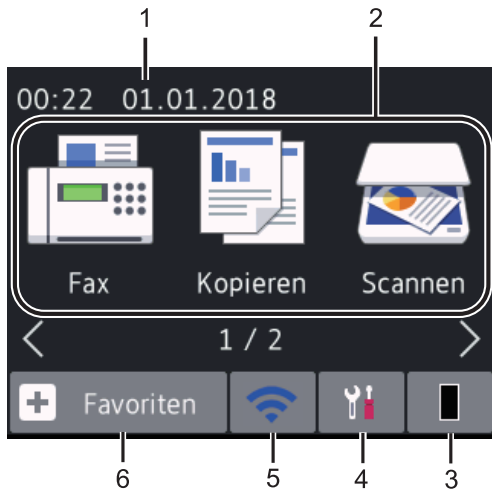 1 2
00:22 01.01.2018
Fax Kopieren Scannen
1 / 2
Favoriten
6 5 4 3